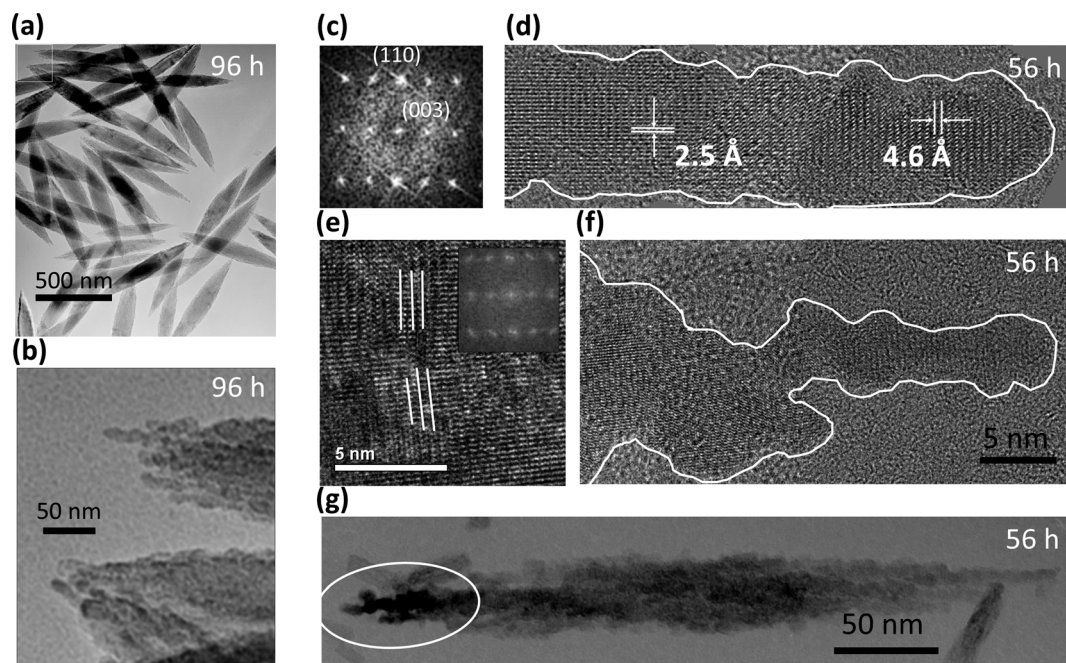 (a)
96 h
500 nm
(b)
96 h
50 nm
(c)
(110)
(003)
(d)
56 h
2.5 Å
4.6 Å
(e)
5 nm
(f)
56 h
5 nm
(g)
56 h
50 nm